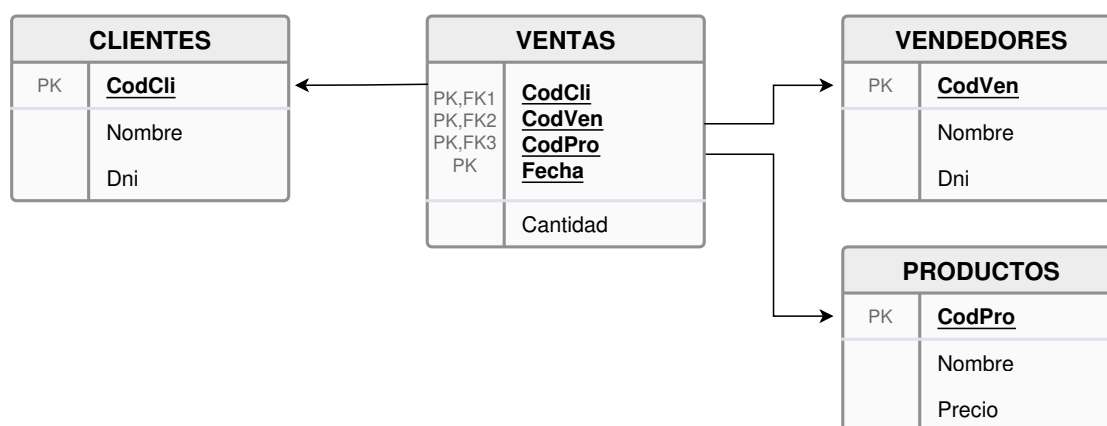 CLIENTES
PK CodCli
Nombre
Dni
VENTAS
PK,FK1 CodCli
PK,FK2 CodVen
PK,FK3 CodPro
PK Fecha
Cantidad
VENDEDORES
PK CodVen
Nombre
Dni
PRODUCTOS
PK CodPro
Nombre
Precio